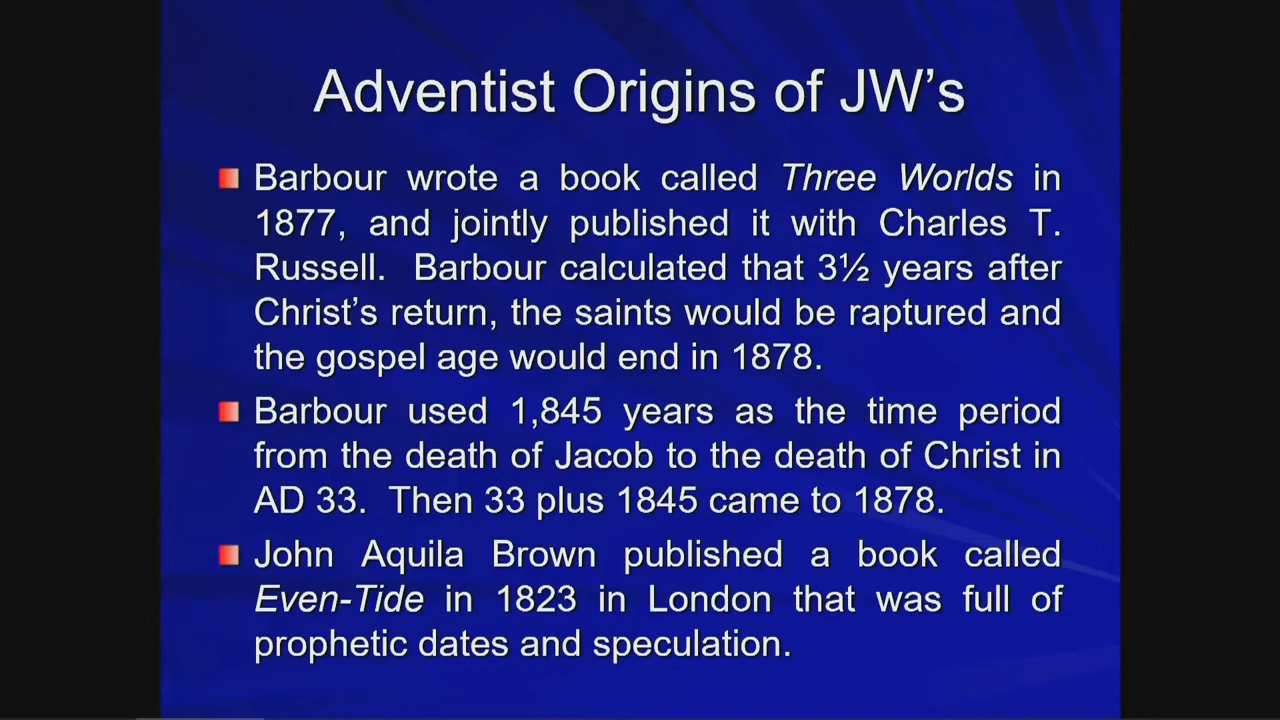 Adventist Origins of JW's
Barbour wrote a book called Three Worlds in
1877, and jointly published it with Charles T.
Russell. Barbour calculated that 3½ years after
Christ's return, the saints would be raptured and
the gospel age would end in 1878.
Barbour used 1,845 years as the time period
from the death of Jacob to the death of Christ in
AD 33. Then 33 plus 1845 came to 1878.
John Aquila Brown published a book called
Even-Tide in 1823 in London that was full of
prophetic dates and speculation.